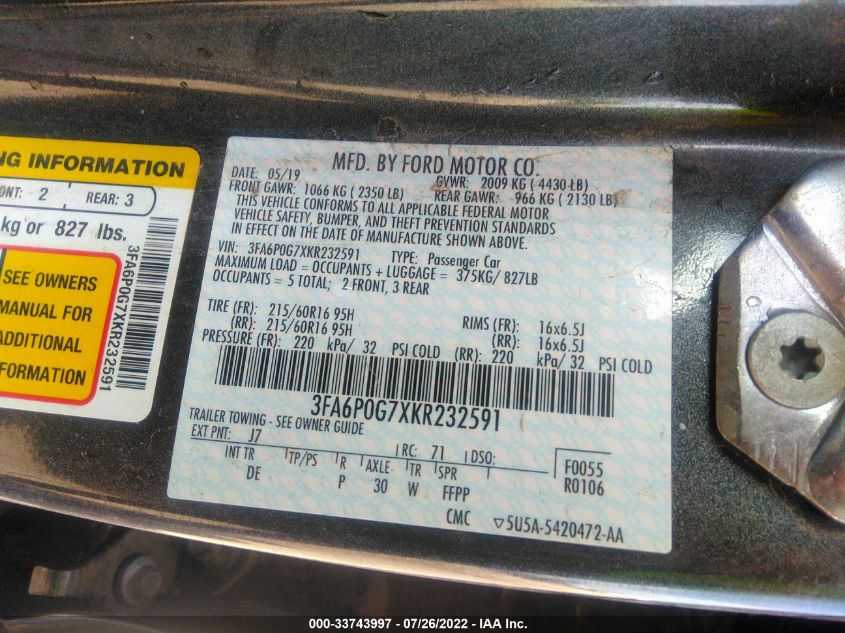 NG INFORMATION
ONT: 2 REAR: 3
kg or 827 lbs.
SEE OWNERS
MANUAL FOR
ADDITIONAL
INFORMATION
3FA6P0G7XKR232591
MFD. BY FORD MOTOR CO.
DATE: 05/19 GVWR: 2009 KG ( 4430 LB)
FRONT GAWR: 1066 KG ( 2350 LB) REAR GAWR: 966 KG ( 2130 LB)
THIS VEHICLE CONFORMS TO ALL APPLICABLE FEDERAL MOTOR
VEHICLE SAFETY, BUMPER, AND THEFT PREVENTION STANDARDS
IN EFFECT ON THE DATE OF MANUFACTURE SHOWN ABOVE.
VIN: 3FA6P0G7XKR232591 TYPE: Passenger Car
MAXIMUM LOAD = OCCUPANTS + LUGGAGE = 375KG/ 827LB
OCCUPANTS = 5 TOTAL; 2 FRONT, 3 REAR
TIRE (FR): 215/60R16 95H RIMS (FR): 16x6.5J
(RR): 215/60R16 95H (RR): 16x6.5J
PRESSURE (FR): 220 kPa/ 32 PSI COLD (RR): 220 kPa/ 32 PSI COLD
3FA6P0G7XKR232591
TRAILER TOWING - SEE OWNER GUIDE
EXT PNT: J7 RC: 71 DSO: F0055
INT TR TP/PS R AXLE TR SPR R0106
DE P 30 W FFPP
CMC ▽5U5A-5420472-AA
000-33743997 - 07/26/2022 - IAA Inc.